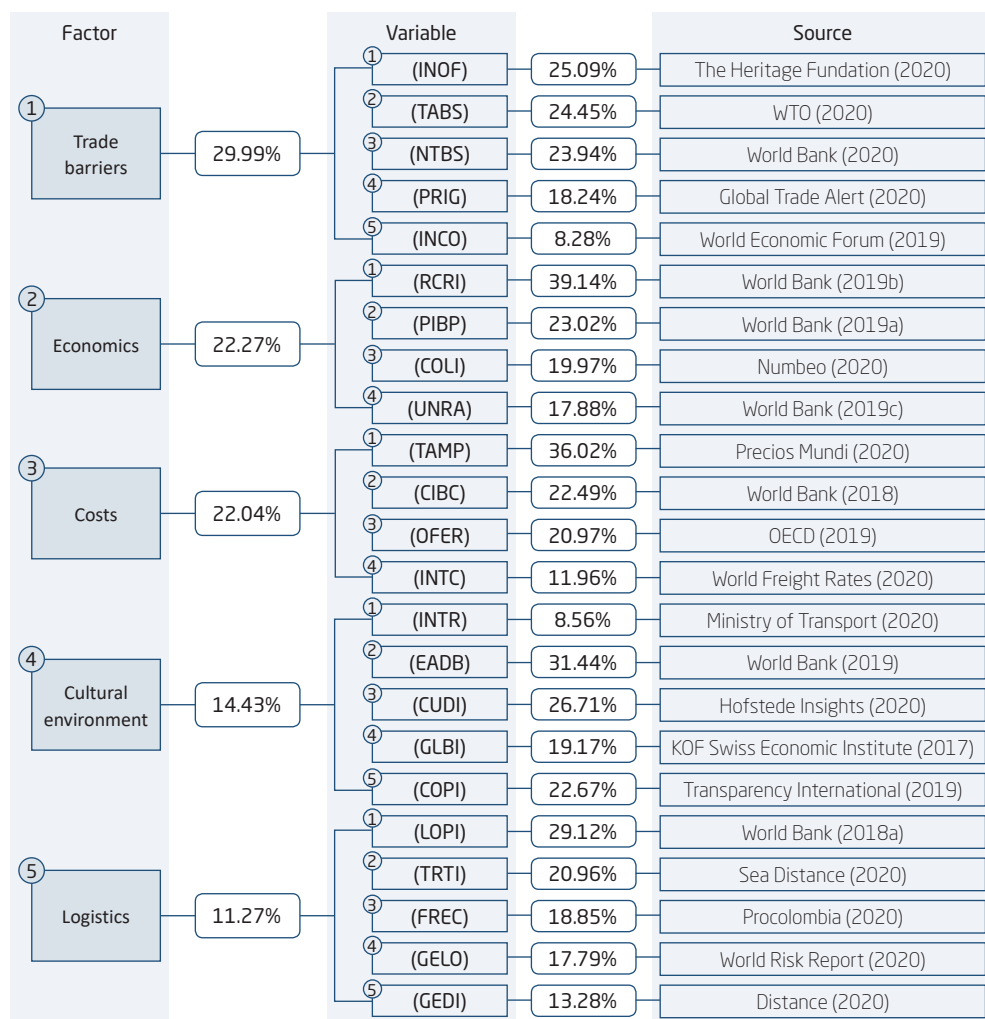 Factor Variable Source
1 (INOF) 25.09% The Heritage Fundation (2020)
1 Trade barriers 29.99%
2 (TABS) 24.45% WTO (2020)
3 (NTBS) 23.94% World Bank (2020)
4 (PRIG) 18.24% Global Trade Alert (2020)
5 (INCO) 8.28% World Economic Forum (2019)
2 Economics 22.27%
1 (RCRI) 39.14% World Bank (2019b)
2 (PIBP) 23.02% World Bank (2019a)
3 (COLI) 19.97% Numbeo (2020)
4 (UNRA) 17.88% World Bank (2019c)
3 Costs 22.04%
1 (TAMP) 36.02% Precios Mundi (2020)
2 (CIBC) 22.49% World Bank (2018)
3 (OFER) 20.97% OECD (2019)
4 (INTC) 11.96% World Freight Rates (2020)
4 Cultural environment 14.43%
1 (INTR) 8.56% Ministry of Transport (2020)
2 (EADB) 31.44% World Bank (2019)
3 (CUDI) 26.71% Hofstede Insights (2020)
4 (GLBI) 19.17% KOF Swiss Economic Institute (2017)
5 (COPI) 22.67% Transparency International (2019)
5 Logistics 11.27%
1 (LOPI) 29.12% World Bank (2018a)
2 (TRTI) 20.96% Sea Distance (2020)
3 (FREC) 18.85% Procolombia (2020)
4 (GELO) 17.79% World Risk Report (2020)
5 (GEDI) 13.28% Distance (2020)